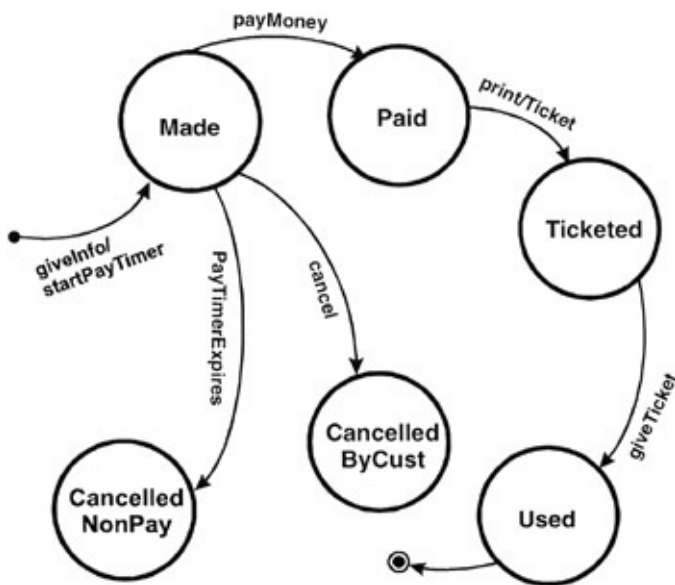 payMoney
Made
Paid
print/Ticket
Ticketed
giveInfo/
startPayTimer
PayTimerExpires
cancel
giveTicket
Cancelled
ByCust
Cancelled
NonPay
Used